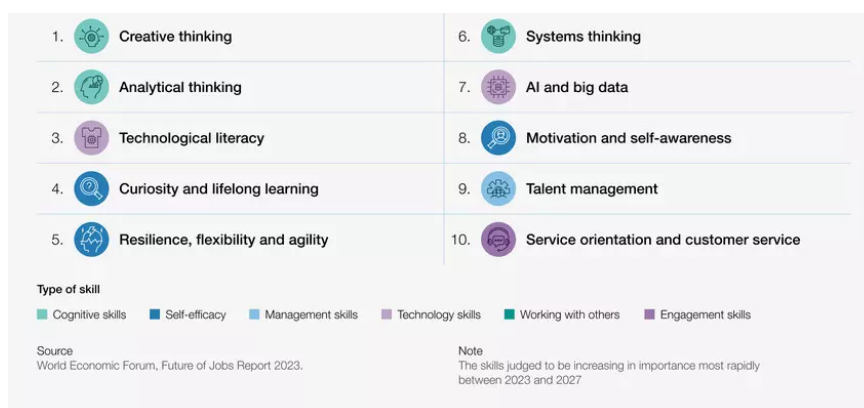 1. Creative thinking
2. Analytical thinking
3. Technological literacy
4. Curiosity and lifelong learning
5. Resilience, flexibility and agility
6. Systems thinking
7. AI and big data
8. Motivation and self-awareness
9. Talent management
10. Service orientation and customer service
Type of skill
Cognitive skills
Self-efficacy
Management skills
Technology skills
Working with others
Engagement skills
Source
World Economic Forum, Future of Jobs Report 2023.
Note
The skills judged to be increasing in importance most rapidly
between 2023 and 2027